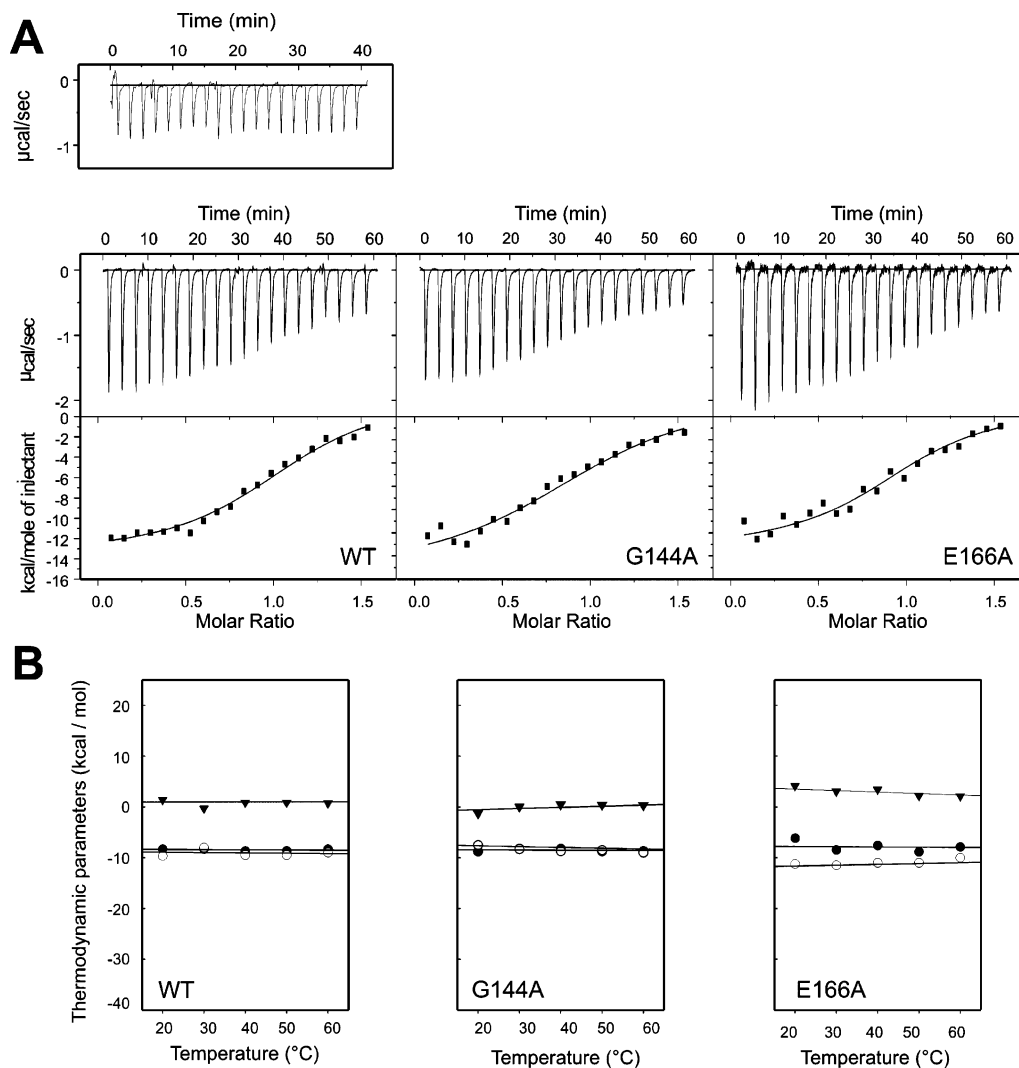 A
Time (min)
0 10 20 30 40
0
-1
µcal/sec
Time (min) Time (min) Time (min)
0 10 20 30 40 50 60 0 10 20 30 40 50 60 0 10 20 30 40 50 60
0
-1
-2
µcal/sec
0
-2
-4
-6
-8
-10
-12
-14
-16
kcal/mole of injectant
WT G144A E166A
0.0 0.5 1.0 1.5 0.0 0.5 1.0 1.5 0.0 0.5 1.0 1.5
Molar Ratio Molar Ratio Molar Ratio
B
Thermodynamic parameters (kcal / mol)
20
10
0
-10
-20
-30
-40
WT G144A E166A
20 30 40 50 60 20 30 40 50 60 20 30 40 50 60
Temperature (°C) Temperature (°C) Temperature (°C)